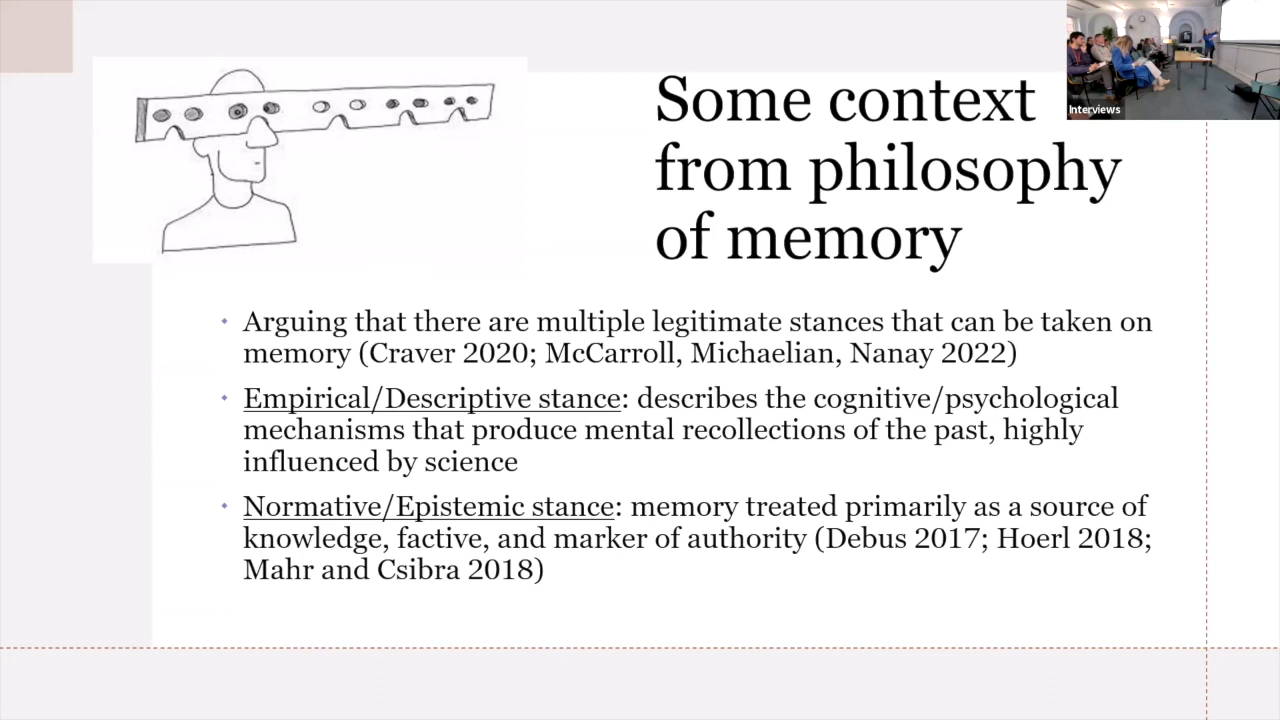 Some context
from philosophy
of memory
Interviews
Arguing that there are multiple legitimate stances that can be taken on
memory (Craver 2020; McCarroll, Michaelian, Nanay 2022)
Empirical/Descriptive stance: describes the cognitive/psychological
mechanisms that produce mental recollections of the past, highly
influenced by science
Normative/Epistemic stance: memory treated primarily as a source of
knowledge, factive, and marker of authority (Debus 2017; Hoerl 2018;
Mahr and Csibra 2018)